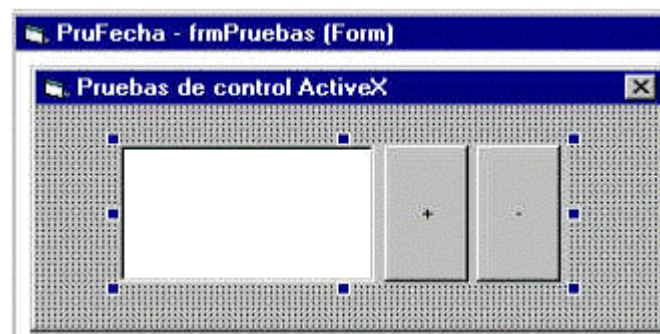 PruFecha - frmPruebas (Form)
Pruebas de control ActiveX
+ -